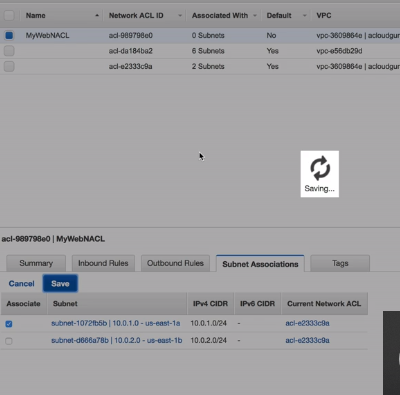 Name Network ACL ID Associated With Default VPC
MyWebNACL acl-989798e0 0 Subnets No vpc-3609864e | acloudgur
acl-da184ba2 6 Subnets Yes vpc-e56db29d
acl-e2333c9a 2 Subnets Yes vpc-3609864e | acloudgur
Saving...
acl-989798e0 | MyWebNACL
Summary Inbound Rules Outbound Rules Subnet Associations Tags
Cancel Save
Associate Subnet IPv4 CIDR IPv6 CIDR Current Network ACL
subnet-1072fb5b | 10.0.1.0 - us-east-1a 10.0.1.0/24 - acl-e2333c9a
subnet-d666a78b | 10.0.2.0 - us-east-1b 10.0.2.0/24 - acl-e2333c9a